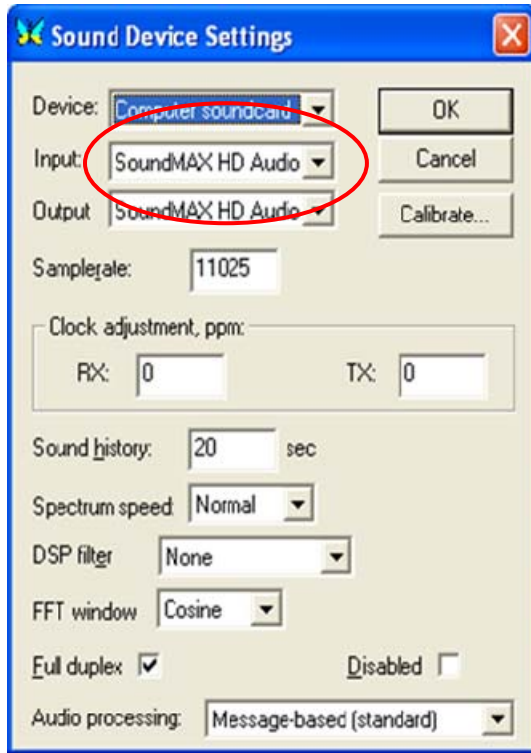 Sound Device Settings
Device: Computer soundcard OK
Input: SoundMAX HD Audio Cancel
Output SoundMAX HD Audio Calibrate...
Samplerate: 11025
Clock adjustment, ppm:
RX: 0 TX: 0
Sound history: 20 sec
Spectrum speed Normal
DSP filter None
FFT window Cosine
Full duplex Disabled
Audio processing: Message-based (standard)